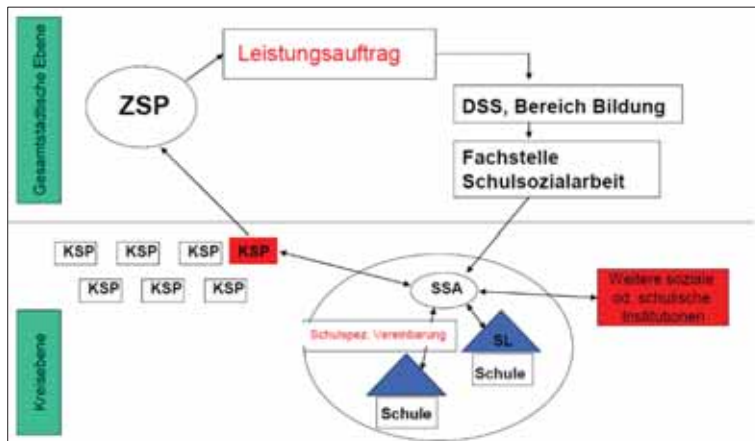 Gesamtstädtische Ebene
Leistungsauftrag
ZSP
DSS, Bereich Bildung
Fachstelle
Schulsozialarbeit
KSP
KSP
KSP
KSP
KSP
KSP
KSP
SSA
Weitere soziale
od. schulische
Institutionen
Schulspez. Vereinbarung
SL
Schule
Schule
Kreisebene